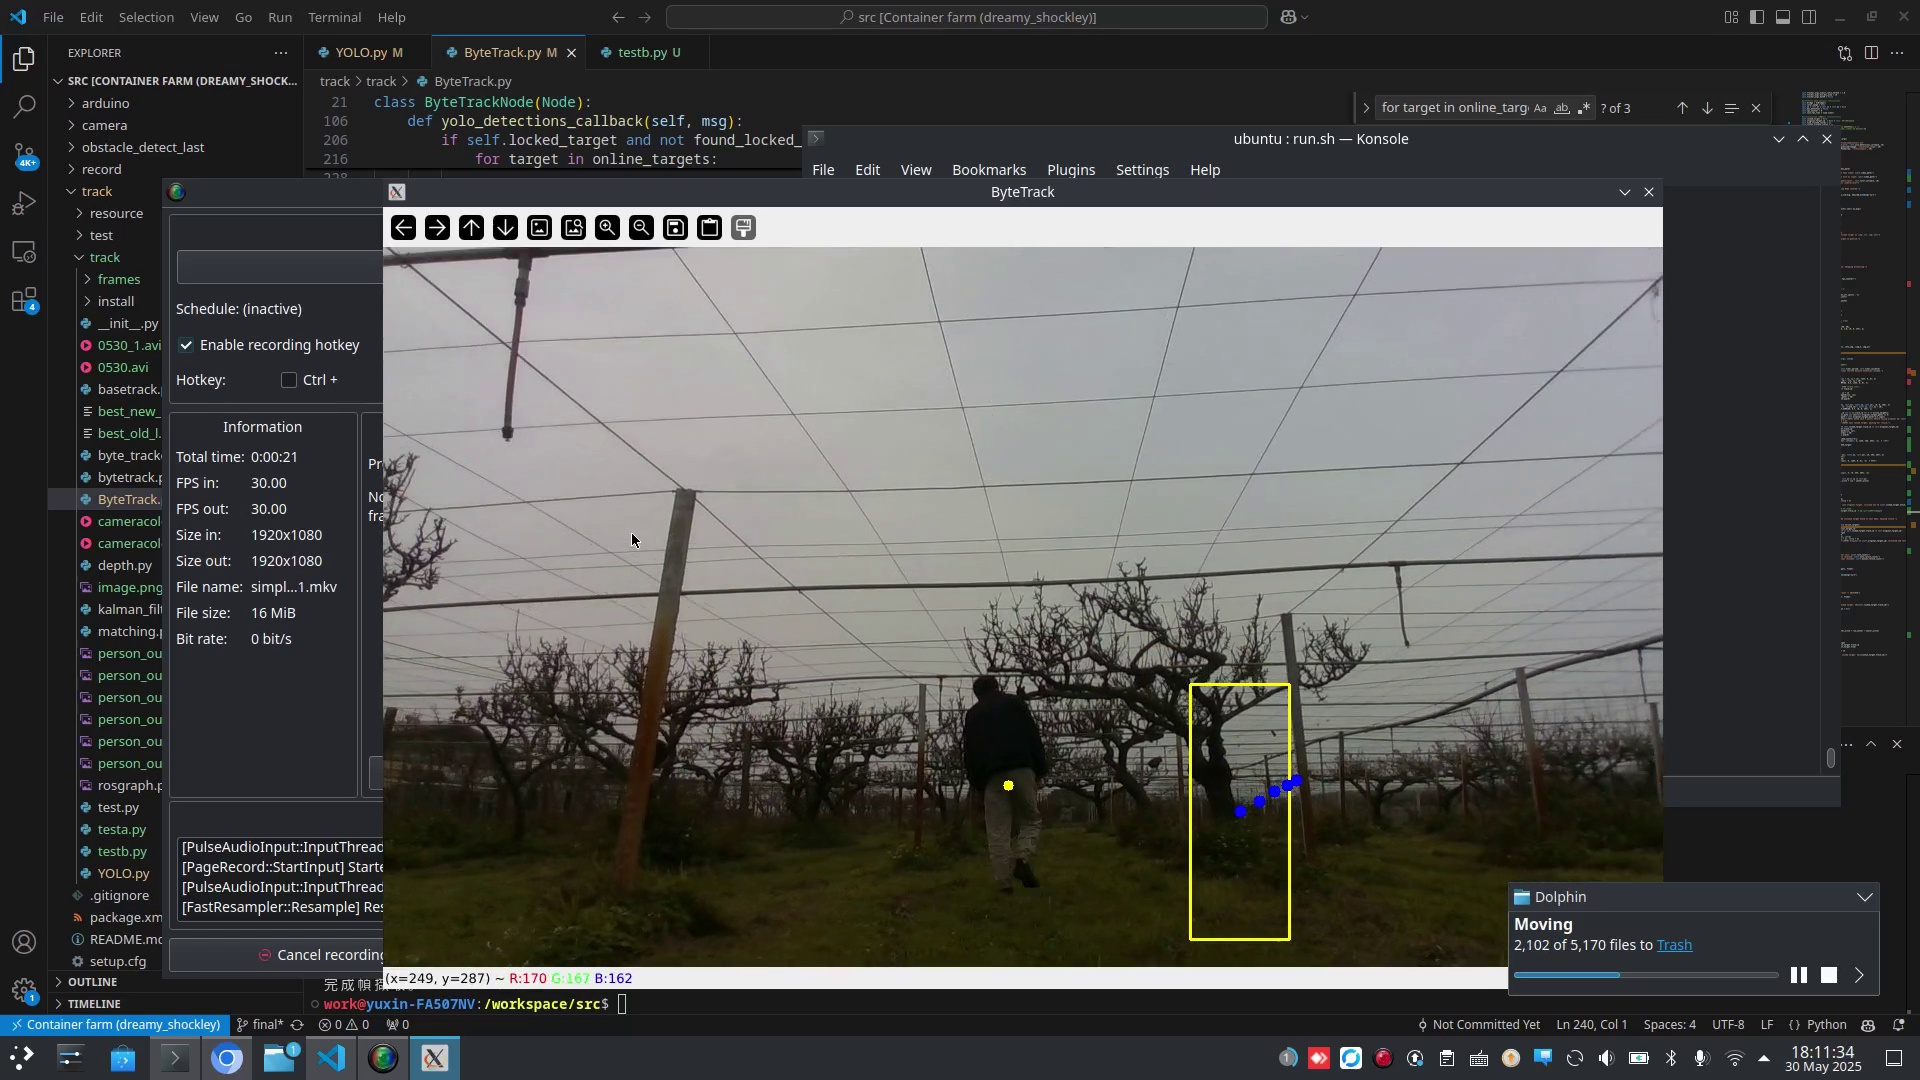 File Edit Selection View Go Run Terminal Help
src [Container farm (dreamy_shockley)]
EXPLORER
SRC [CONTAINER FARM (DREAMY_SHOCK...
arduino
camera
obstacle_detect_last
record
track
resource
test
track
frames
install
__init__.py
0530_1.avi
0530.avi
basetrack.
best_new_
best_old_l.
byte_track
bytetrack.p
ByteTrack.
cameracol
cameracol
depth.py
image.png
kalman_filt
matching.p
person_ou
person_ou
person_ou
person_ou
person_ou
person_ou
rosgraph.p
test.py
testa.py
testb.py
YOLO.py
.gitignore
package.xm
README.md
setup.cfg
OUTLINE
TIMELINE
YOLO.py M
ByteTrack.py M
testb.py U
track > track > ByteTrack.py
21 class ByteTrackNode(Node):
106 def yolo_detections_callback(self, msg):
206 if self.locked_target and not found_locked_
216 for target in online_targets:
for target in online_targ
Aa ab .*
? of 3
ubuntu : run.sh — Konsole
File Edit View Bookmarks Plugins Settings Help
ByteTrack
Schedule: (inactive)
Enable recording hotkey
Hotkey: Ctrl +
Information
Total time: 0:00:21
FPS in: 30.00
FPS out: 30.00
Size in: 1920x1080
Size out: 1920x1080
File name: simpl...1.mkv
File size: 16 MiB
Bit rate: 0 bit/s
[PulseAudioInput::InputThread
[PageRecord::StartInput] Starte
[PulseAudioInput::InputThread
[FastResampler::Resample] Res
Cancel recording
(x=249, y=287) ~ R:170 G:167 B:162
work@yuxin-FA507NV:/workspace/src$
Dolphin
Moving
2,102 of 5,170 files to Trash
Container farm (dreamy_shockley)
final*
0 0
0
Not Committed Yet
Ln 240, Col 1
Spaces: 4
UTF-8
LF
{} Python
4K+
4
1
1
1
18:11:34
30 May 2025